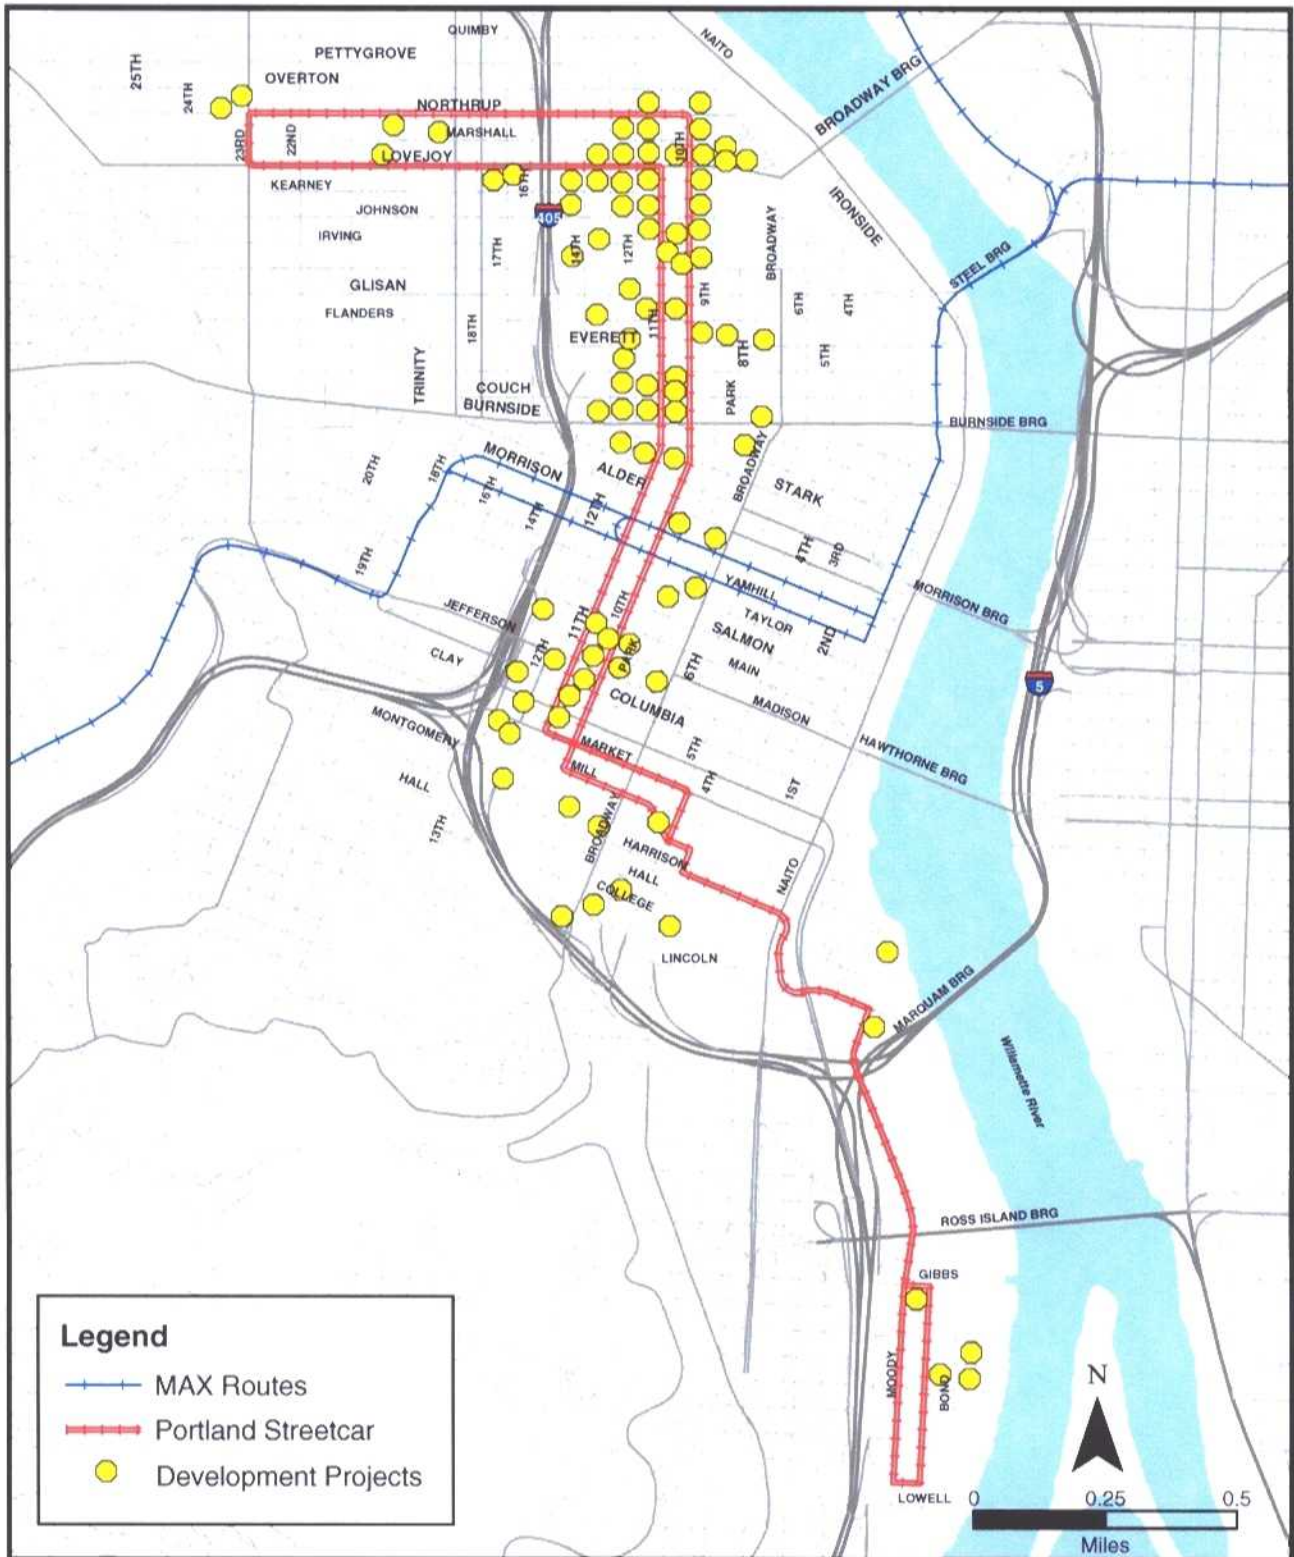 QUIMBY
NAITO
PETTYGROVE
25TH
OVERTON
24TH
NORTHRUP
BROADWAY BRG
23RD
22ND
MARSHALL
10TH
LOVEJOY
KEARNEY
16TH
JOHNSON
405
IRONSIDE
IRVING
17TH
14TH
12TH
BROADWAY
STEEL BRG
GLISAN
9TH
6TH
4TH
FLANDERS
18TH
11TH
EVERETT
8TH
5TH
TRINITY
COUCH
PARK
BURNSIDE
BURNSIDE BRG
MORRISON
20TH
18TH
ALDER
BROADWAY
STARK
16TH
14TH
12TH
4TH
3RD
19TH
YAMHILL
MORRISON BRG
JEFFERSON
11TH
10TH
TAYLOR
SALMON
2ND
CLAY
12TH
PARK
6TH
MAIN
5
COLUMBIA
MADISON
MONTGOMERY
MARKET
5TH
HAWTHORNE BRG
HALL
MILL
4TH
1ST
13TH
BROADWAY
HARRISON
HALL
NAITO
COLLEGE
LINCOLN
MARQUAM BRG
Willamette River
ROSS ISLAND BRG
GIBBS
MOODY
BOND
LOWELL
Legend
MAX Routes
Portland Streetcar
Development Projects
N
0 0.25 0.5
Miles